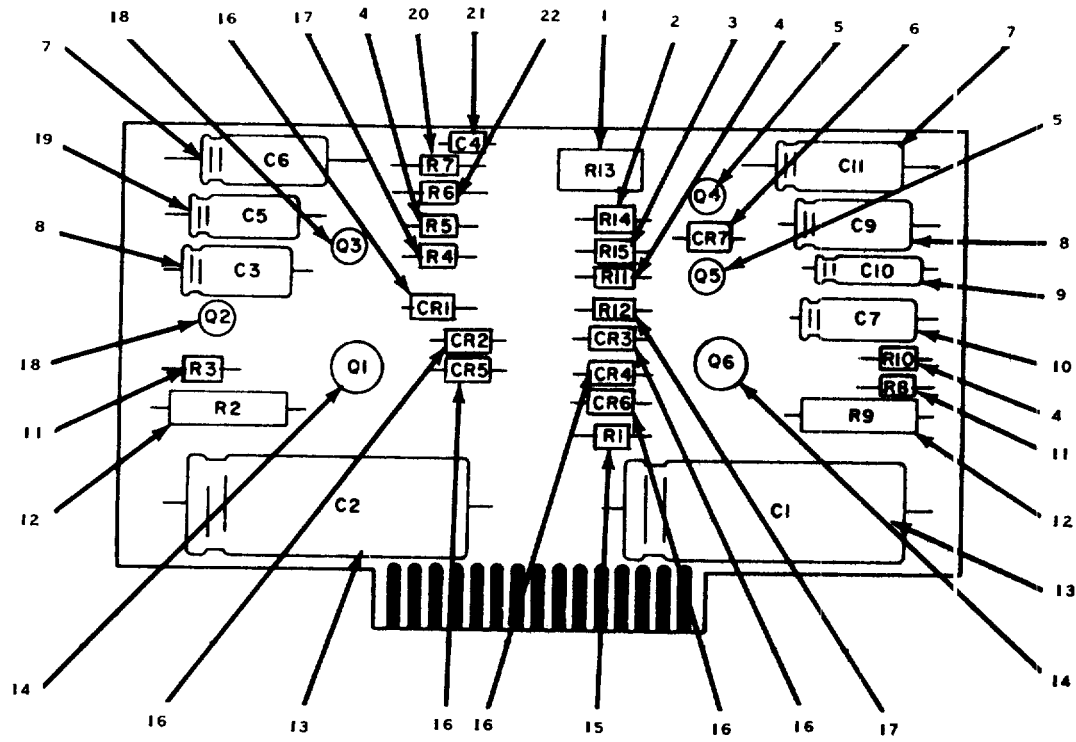 18 16 17 4 20 21 22 1 2 3 4 5 6 7
7
5
19
C4
C6 R7 R13 C11
R6 Q4
C5 R5 R14 C9
8 Q3 CR7 8
C3 R4 R15
R11 Q5 C10
9
CR1 R12
Q2 C7
18 CR2 CR3
R3 Q1 CR5 CR4 Q6 R10 10
R8
R2 CR6 R9 4
11 R1 11
C2 C1
12 12
13
14 14
16 13 16 16 15 16 16 17